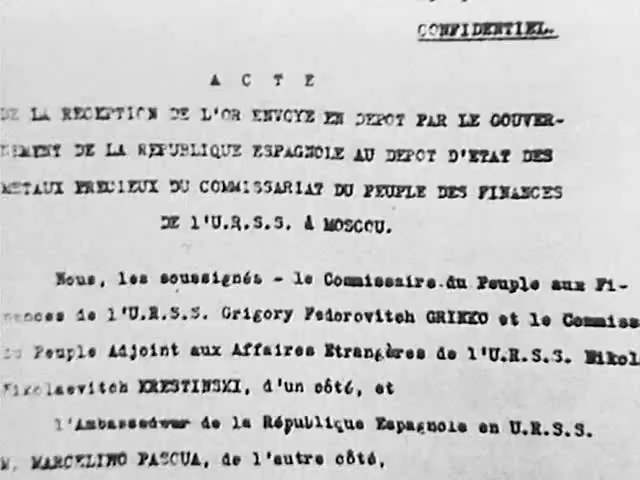 CONFIDENTIEL.
A C T E
DE LA RECEPTION DE L'OR ENVOYE EN DEPOT PAR LE GOUVER-
NEMENT DE LA REPUBLIQUE ESPAGNOLE AU DEPOT D'ETAT DES
METAUX PRECIEUX DU COMMISSARIAT DU PEUPLE DES FINANCES
DE l'U.R.S.S. à MOSCOU.
Nous, les soussignés - le Commissaire du Peuple aux Fi-
nances de l'U.R.S.S. Grigory Fedorovitch GRINKO et le Commiss
du Peuple Adjoint aux Affaires Etrangères de l'U.R.S.S. Nikol
Nikolaevitch KRESTINSKI, d'un côté, et
l'Ambassadeur de la République Espagnole en U.R.S.S.
M. MARCELINO PASCUA, de l'autre côté,